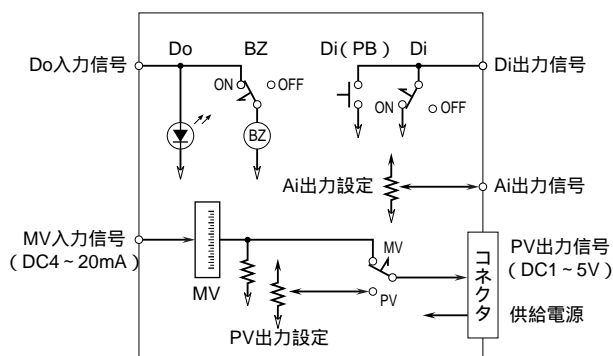 Do
BZ
Di(PB)
Di
Do入力信号
ON
OFF
BZ
ON
OFF
Di出力信号
Ai出力設定
Ai出力信号
MV入力信号
(DC4~20mA)
MV
MV
PV
PV出力設定
コネクタ
PV出力信号
(DC1~5V)
供給電源